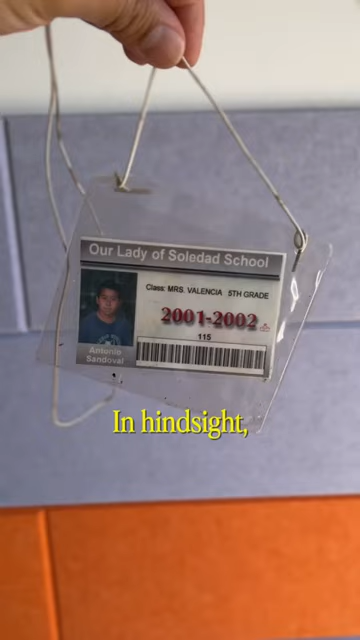 Our Lady of Soledad School
Class: MRS. VALENCIA 5TH GRADE
2001-2002
115
Antonio
Sandoval
In hindsight,